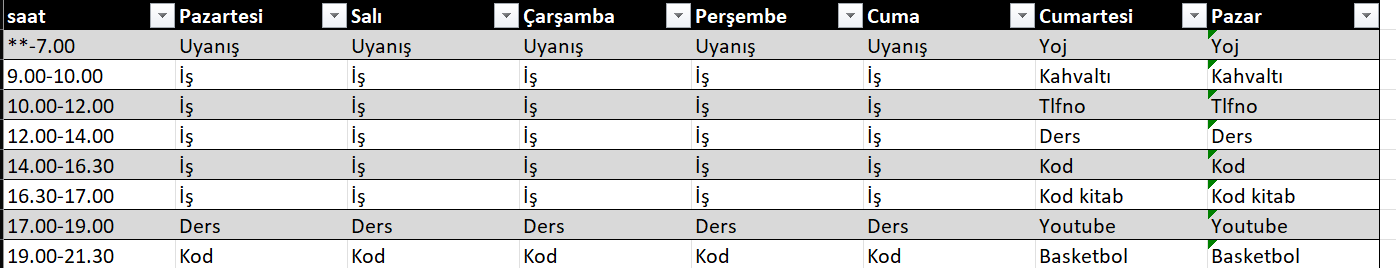 saat Pazartesi Salı Çarşamba Perşembe Cuma Cumartesi Pazar
**-7.00 Uyanış Uyanış Uyanış Uyanış Uyanış Yoj Yoj
9.00-10.00 İş İş İş İş İş Kahvaltı Kahvaltı
10.00-12.00 İş İş İş İş İş Tlfno Tlfno
12.00-14.00 İş İş İş İş İş Ders Ders
14.00-16.30 İş İş İş İş İş Kod Kod
16.30-17.00 İş İş İş İş İş Kod kitab Kod kitab
17.00-19.00 Ders Ders Ders Ders Ders Youtube Youtube
19.00-21.30 Kod Kod Kod Kod Kod Basketbol Basketbol